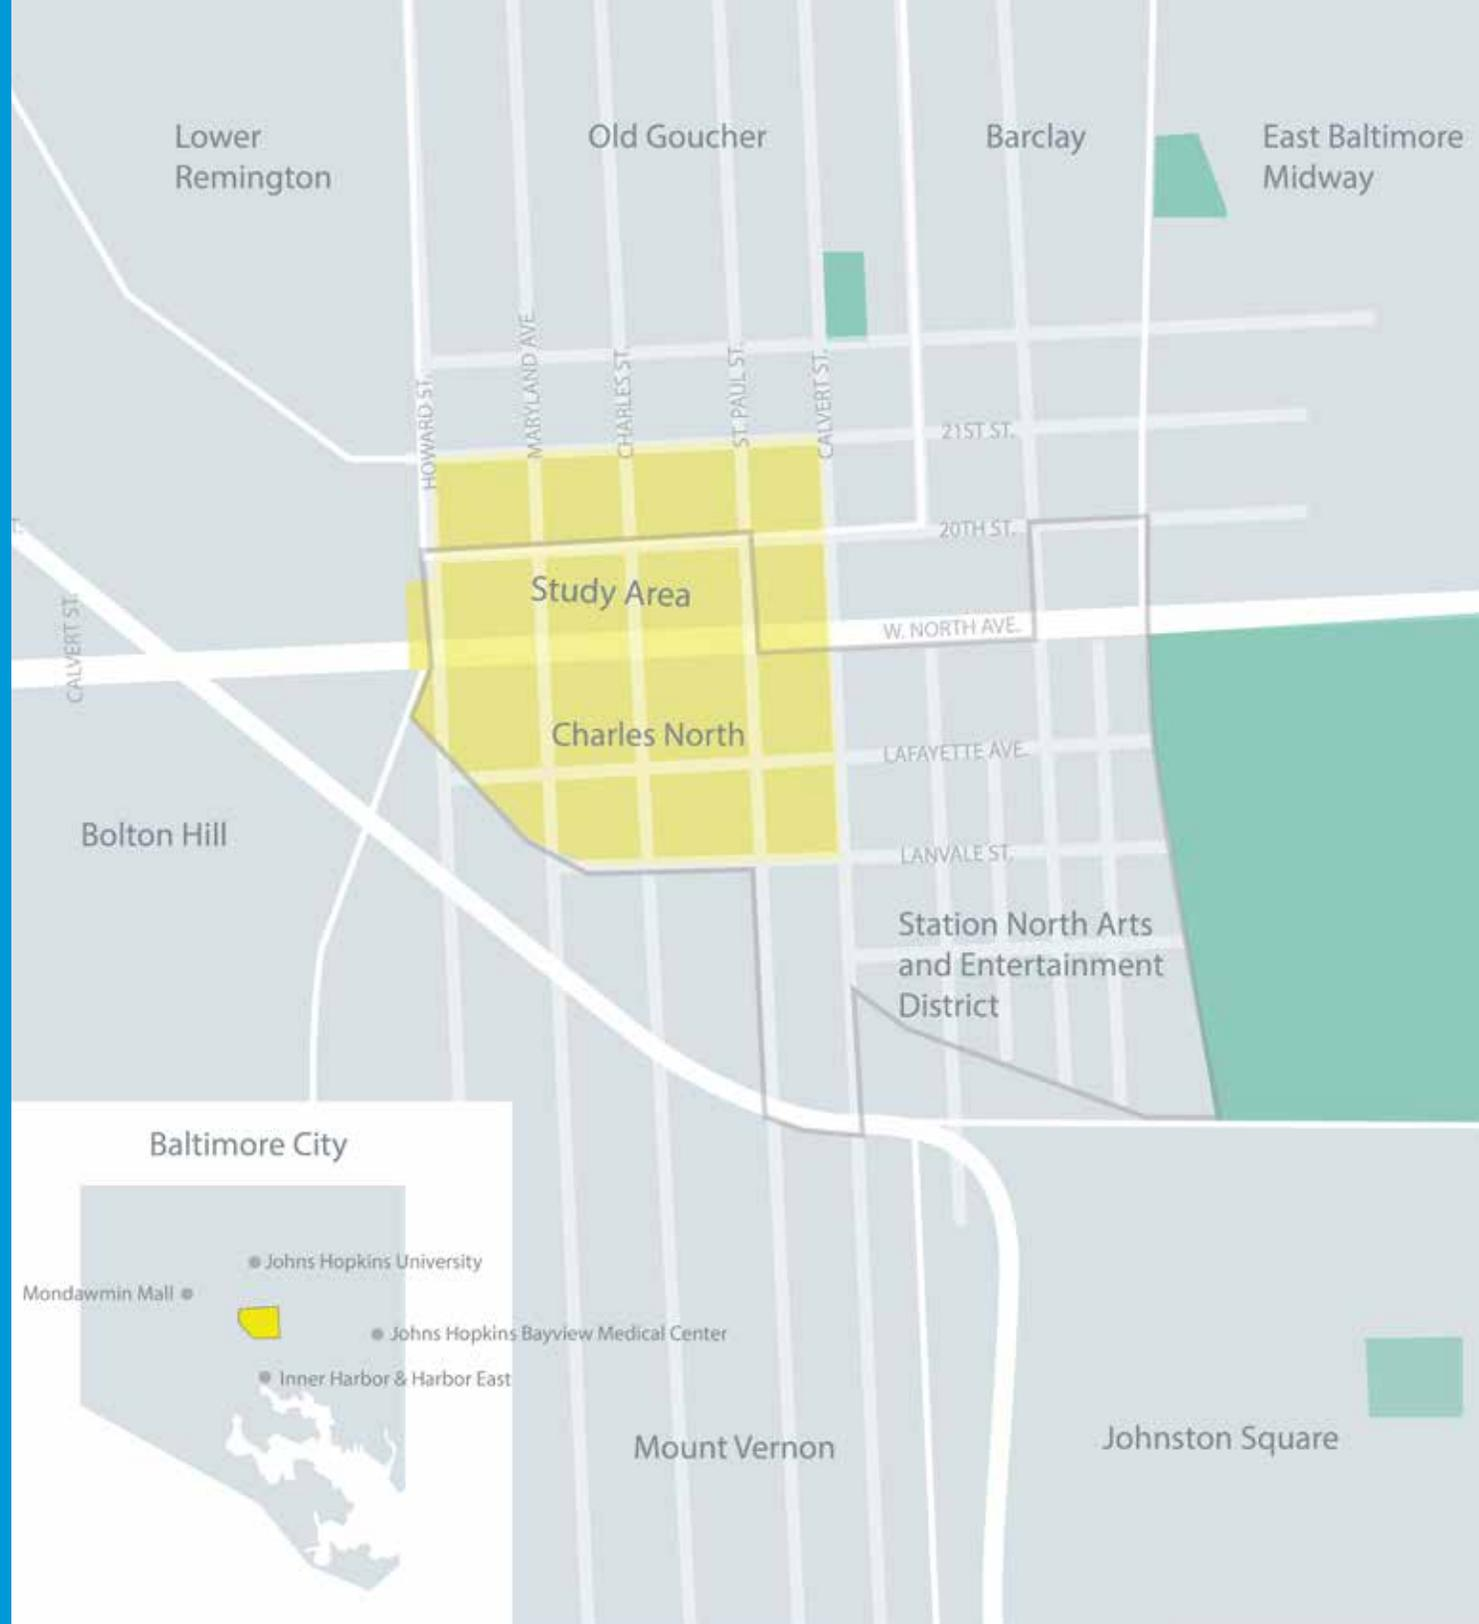 Lower
Remington
Old Goucher
Barclay
East Baltimore
Midway
HOWARD ST.
MARYLAND AVE.
CHARLES ST.
ST. PAUL ST.
CALVERT ST.
21ST ST.
20TH ST.
T.
CALVERT ST.
Study Area
W. NORTH AVE.
Charles North
LAFAYETTE AVE.
Bolton Hill
LANVALE ST.
Station North Arts
and Entertainment
District
Baltimore City
Johns Hopkins University
Mondawmin Mall
Johns Hopkins Bayview Medical Center
Inner Harbor & Harbor East
Mount Vernon
Johnston Square